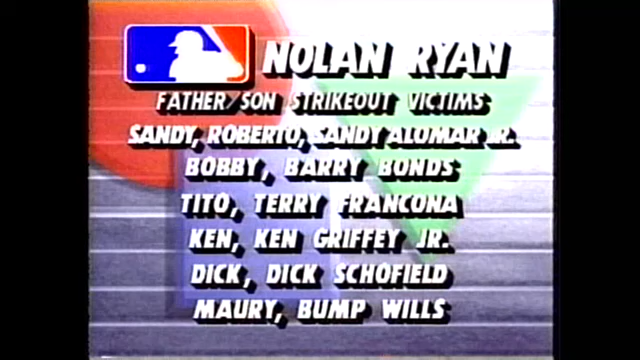 NOLAN RYAN
FATHER/SON STRIKEOUT VICTIMS
SANDY, ROBERTO, SANDY ALOMAR JR.
BOBBY, BARRY BONDS
TITO, TERRY FRANCONA
KEN, KEN GRIFFEY JR.
DICK, DICK SCHOFIELD
MAURY, BUMP WILLS